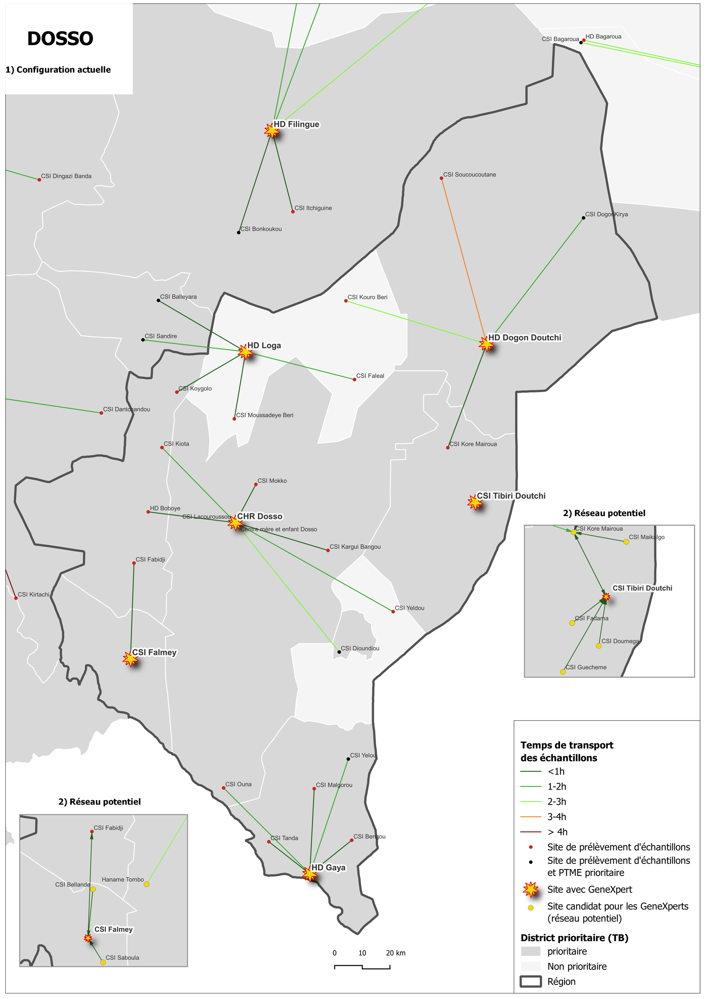 DOSSO
1) Configuration actuelle
CSI Bagaroua
HD Bagaroua
HD Filingue
CSI Dingazi Banda
CSI Soucoucoutane
CSI Itchiguine
CSI Dogon Kirya
CSI Bonkoukou
CSI Balleyara
CSI Kouro Beri
CSI Sandire
HD Dogon Doutchi
HD Loga
CSI Faleal
CSI Koygolo
CSI Dantchandou
CSI Moussadeye Beri
CSI Kiota
CSI Kore Mairoua
CSI Mokko
CSI Tibiri Doutchi
HD Boboye
CSI Lacouroussou
CHR Dosso
Centre mère et enfant Dosso
CSI Kargui Bangou
CSI Fabidji
CSI Kirtachi
CSI Yeldou
CSI Dioundiou
CSI Falmey
2) Réseau potentiel
CSI Kore Mairoua
CSI Maikalgo
CSI Tibiri Doutchi
CSI Fadama
CSI Doumega
CSI Guecheme
CSI Yelou
CSI Ouna
CSI Malgorou
CSI Tanda
CSI Bengou
HD Gaya
2) Réseau potentiel
CSI Fabidji
Haname Tombo
CSI Bellande
CSI Falmey
CSI Saboula
0 10 20 km
Temps de transport
des échantillons
<1h
1-2h
2-3h
3-4h
> 4h
Site de prélèvement d'échantillons
Site de prélèvement d'échantillons
et PTME prioritaire
Site avec GeneXpert
Site candidat pour les GeneXperts
(réseau potentiel)
District prioritaire (TB)
prioritaire
Non prioritaire
Région